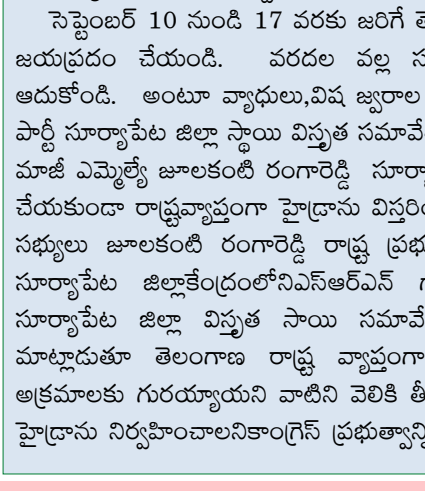 సెప్టెంబర్ 10 నుండి 17 వరకు జరిగే
జయప్రదం చేయండి. వరదల వల్ల
ఆదుకోండి. అంటూ వ్యాధులు,విష జ్వరాల
పార్టీ సూర్యాపేట జిల్లా స్థాయి విస్తృత సమావే
మాజీ ఎమ్మెల్యే జూలకంటి రంగారెడ్డి సూర్యా
చేయకుండా రాష్ట్రవ్యాప్తంగా హైడ్రాను విస్తరిం
సభ్యులు జూలకంటి రంగారెడ్డి రాష్ట్ర ప్రభు
సూర్యాపేట జిల్లాకేంద్రంలోనిఎస్ఆర్ఎన్
సూర్యాపేట జిల్లా విస్తృత సాయి సమావే
మాట్లాడుతూ తెలంగాణ రాష్ట్ర వ్యాప్తంగా
అక్రమాలకు గురయ్యాయని వాటిని వెలికి తీ
హైడ్రాను నిర్వహించాలనికాంగ్రెస్ ప్రభుత్వాన్ని